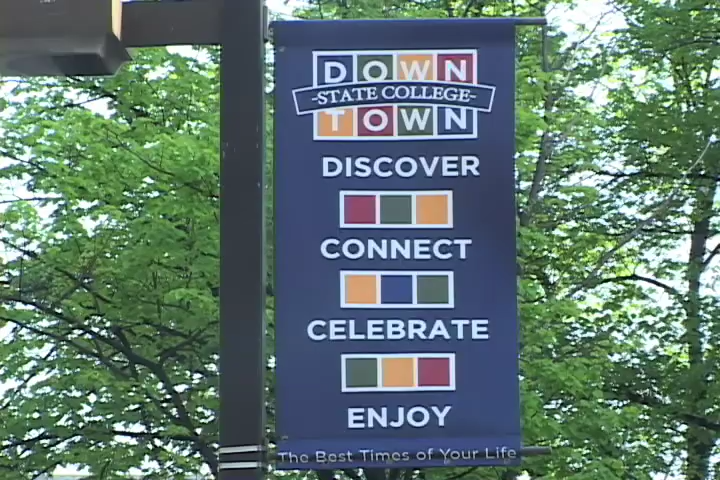 DOWN
-STATE COLLEGE-
TOWN
DISCOVER
CONNECT
CELEBRATE
ENJOY
The Best Times of Your Life